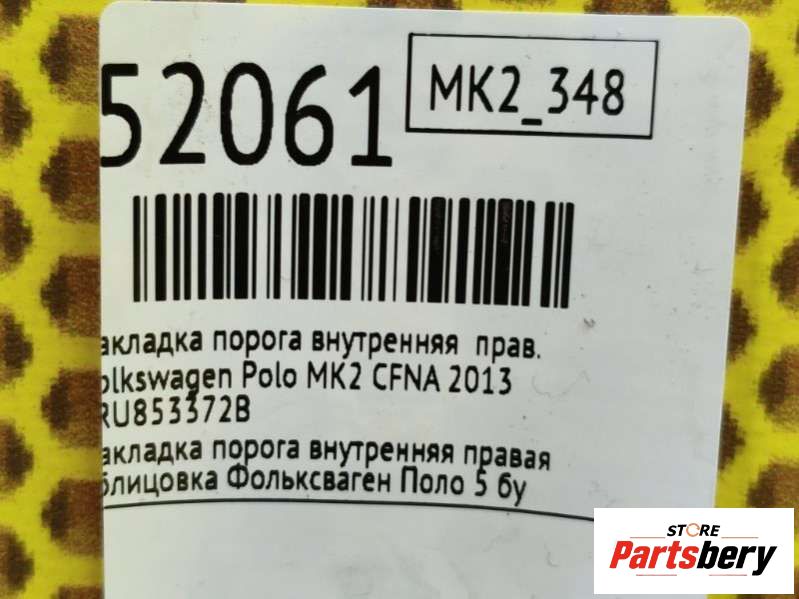 52061
MK2_348
акладка порога внутренняя прав.
olkswagen Polo MK2 CFNA 2013
RU853372B
акладка порога внутренняя правая
блицовка Фольксваген Поло 5 бу
STORE
Partsbery